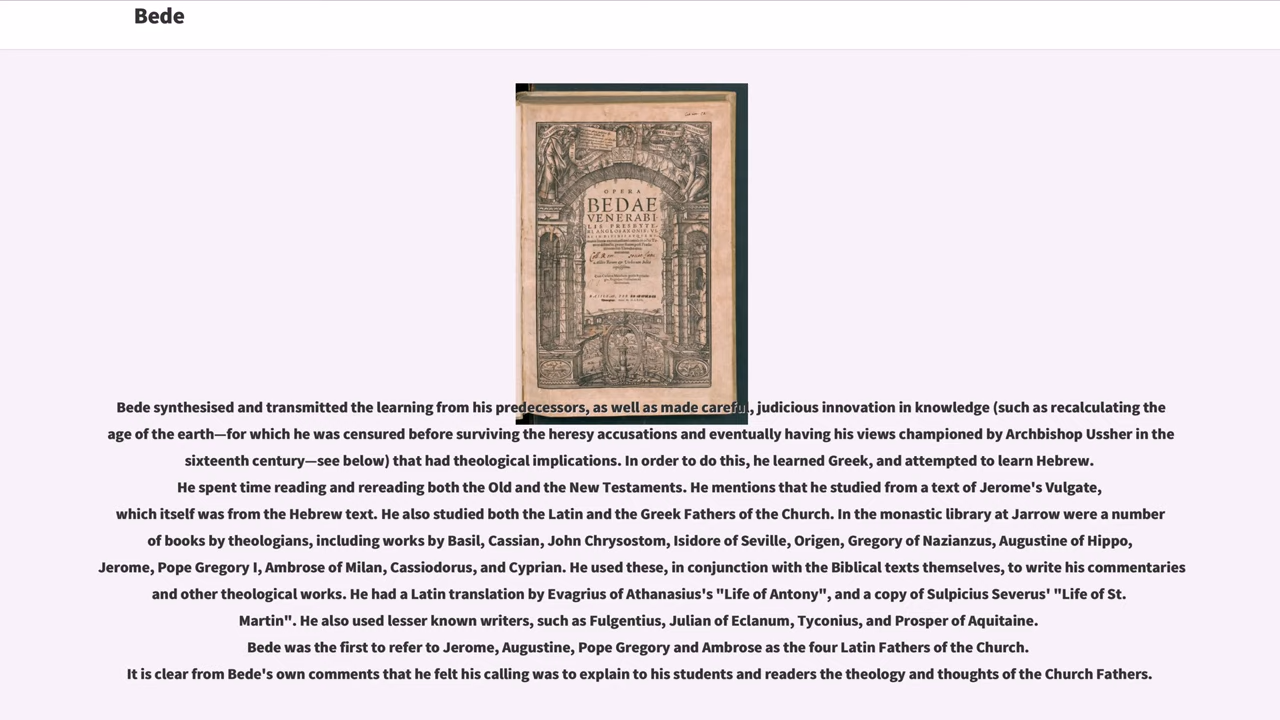 Bede
OPERA
BEDAE
VENERABI
LIS PRESBYTE-
Bede synthesised and transmitted the learning from his predecessors, as well as made careful, judicious innovation in knowledge (such as recalculating the
age of the earth—for which he was censured before surviving the heresy accusations and eventually having his views championed by Archbishop Ussher in the
sixteenth century—see below) that had theological implications. In order to do this, he learned Greek, and attempted to learn Hebrew.
He spent time reading and rereading both the Old and the New Testaments. He mentions that he studied from a text of Jerome's Vulgate,
which itself was from the Hebrew text. He also studied both the Latin and the Greek Fathers of the Church. In the monastic library at Jarrow were a number
of books by theologians, including works by Basil, Cassian, John Chrysostom, Isidore of Seville, Origen, Gregory of Nazianzus, Augustine of Hippo,
Jerome, Pope Gregory I, Ambrose of Milan, Cassiodorus, and Cyprian. He used these, in conjunction with the Biblical texts themselves, to write his commentaries
and other theological works. He had a Latin translation by Evagrius of Athanasius's "Life of Antony", and a copy of Sulpicius Severus' "Life of St.
Martin". He also used lesser known writers, such as Fulgentius, Julian of Eclanum, Tyconius, and Prosper of Aquitaine.
Bede was the first to refer to Jerome, Augustine, Pope Gregory and Ambrose as the four Latin Fathers of the Church.
It is clear from Bede's own comments that he felt his calling was to explain to his students and readers the theology and thoughts of the Church Fathers.